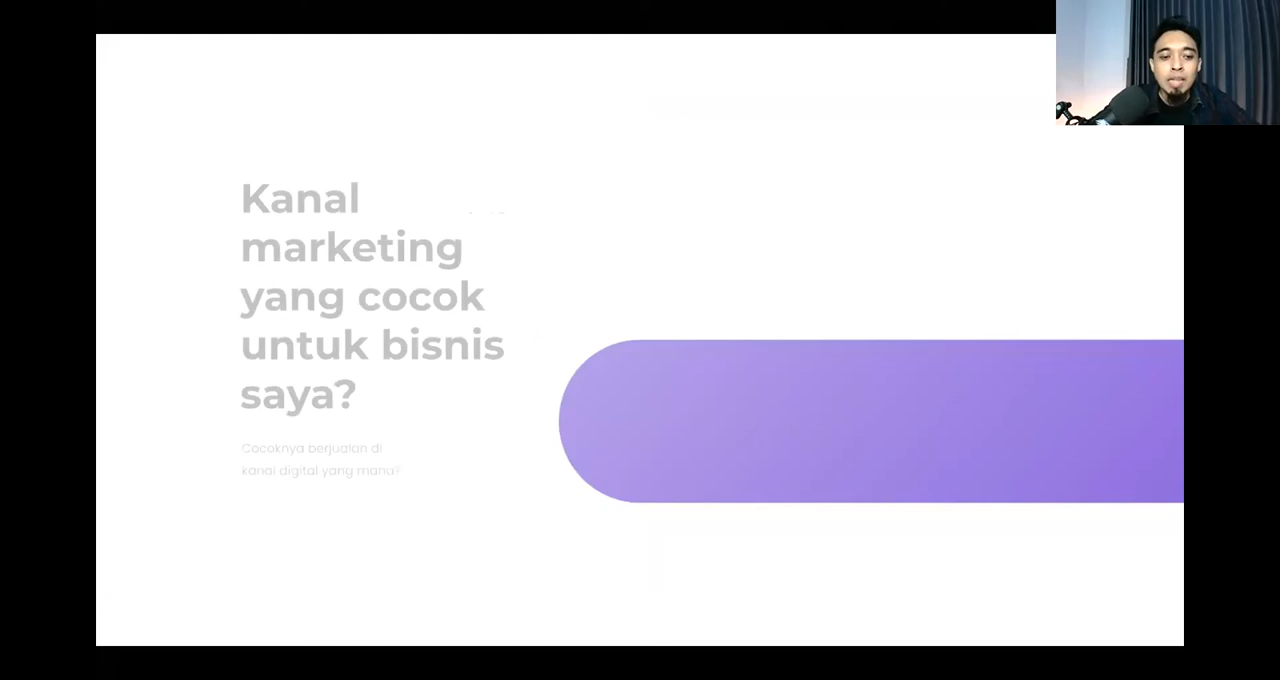 Kanal
marketing
yang cocok
untuk bisnis
saya?
Cocoknya berjualan di
kanal digital yang mana?